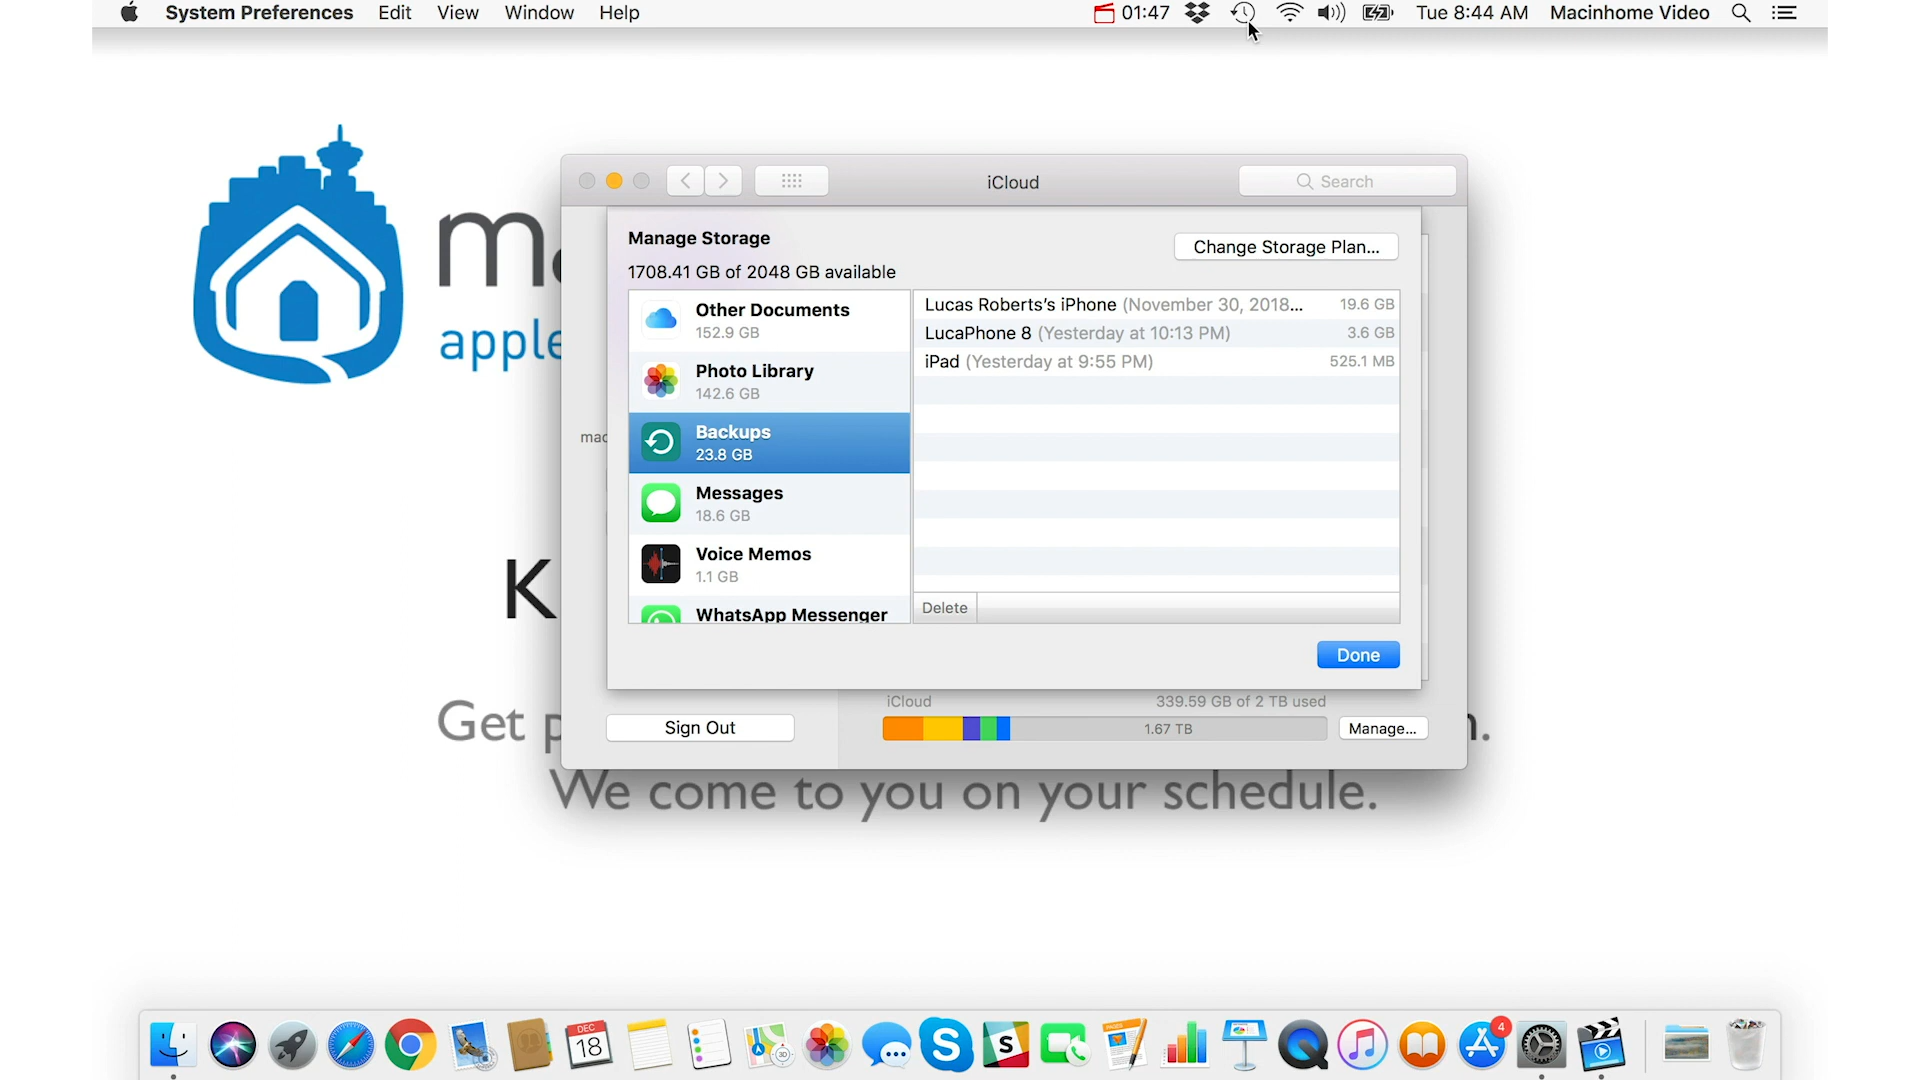 System Preferences Edit View Window Help 01:47 Tue 8:44 AM Macinhome Video
iCloud Search
Manage Storage
Change Storage Plan...
1708.41 GB of 2048 GB available
Other Documents
152.9 GB
Photo Library
142.6 GB
Backups
23.8 GB
Messages
18.6 GB
Voice Memos
1.1 GB
WhatsApp Messenger
Lucas Roberts's iPhone (November 30, 2018... 19.6 GB
LucaPhone 8 (Yesterday at 10:13 PM) 3.6 GB
iPad (Yesterday at 9:55 PM) 525.1 MB
Delete
Done
iCloud 339.59 GB of 2 TB used
Sign Out 1.67 TB Manage...
ma
apple
mac
K
Get p n.
We come to you on your schedule.
DEC
18
3D
PAGES
S
S
4